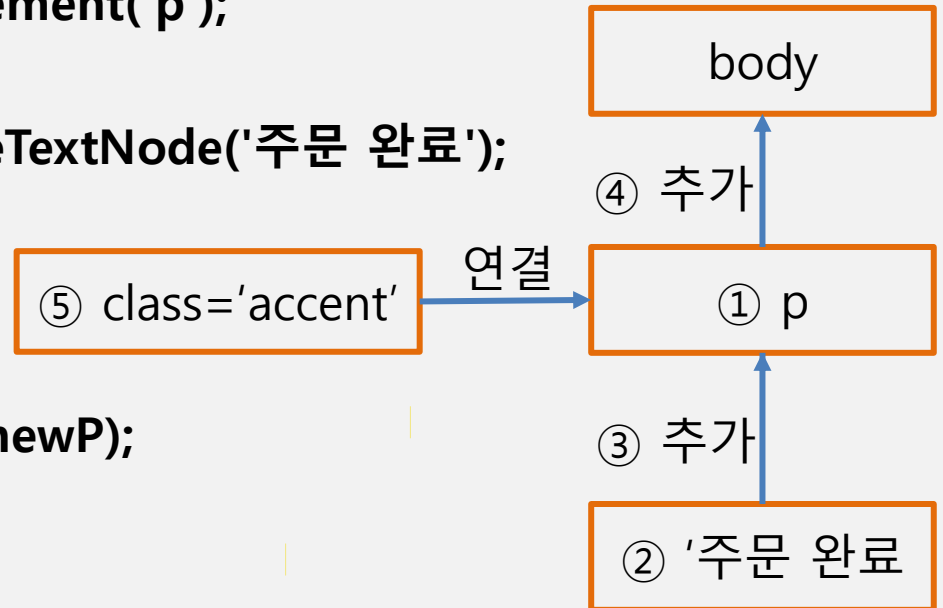 ement('p');
body
eTextNode('주문 완료');
④ 추가
연결
⑤ class=‘accent’
① p
newP);
③ 추가
② ‘주문 완료